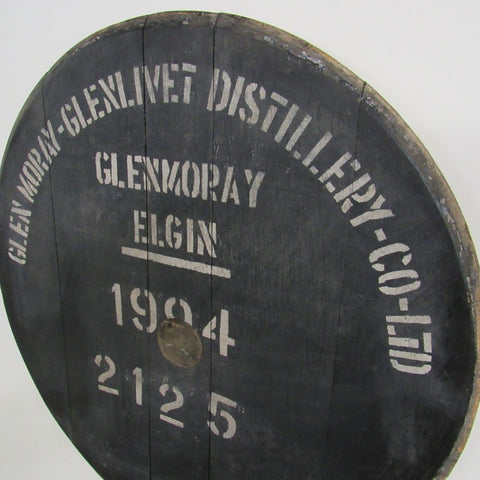 GLEN MORAY-GLENLIVET DISTILLERY-CO-LTD
GLENMORAY
ELGIN
1994
2125